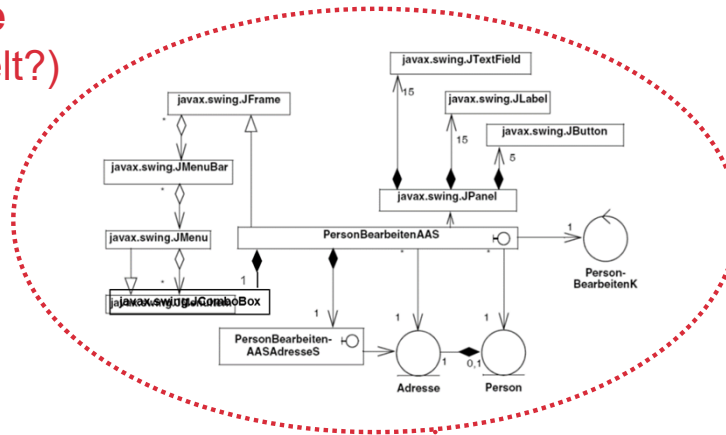 e
elt?)
javax.swing.JTextField
15
javax.swing.JFrame
javax.swing.JLabel
*
15
javax.swing.JButton
5
javax.swing.JMenuBar
*
javax.swing.JPanel
javax.swing.JMenu
PersonBearbeitenAAS
*
*
1
*
1
Person-
BearbeitenK
javax.swing.JComboBox
1
1
1
PersonBearbeiten-
AASAdresseS
1
0,1
Adresse
Person